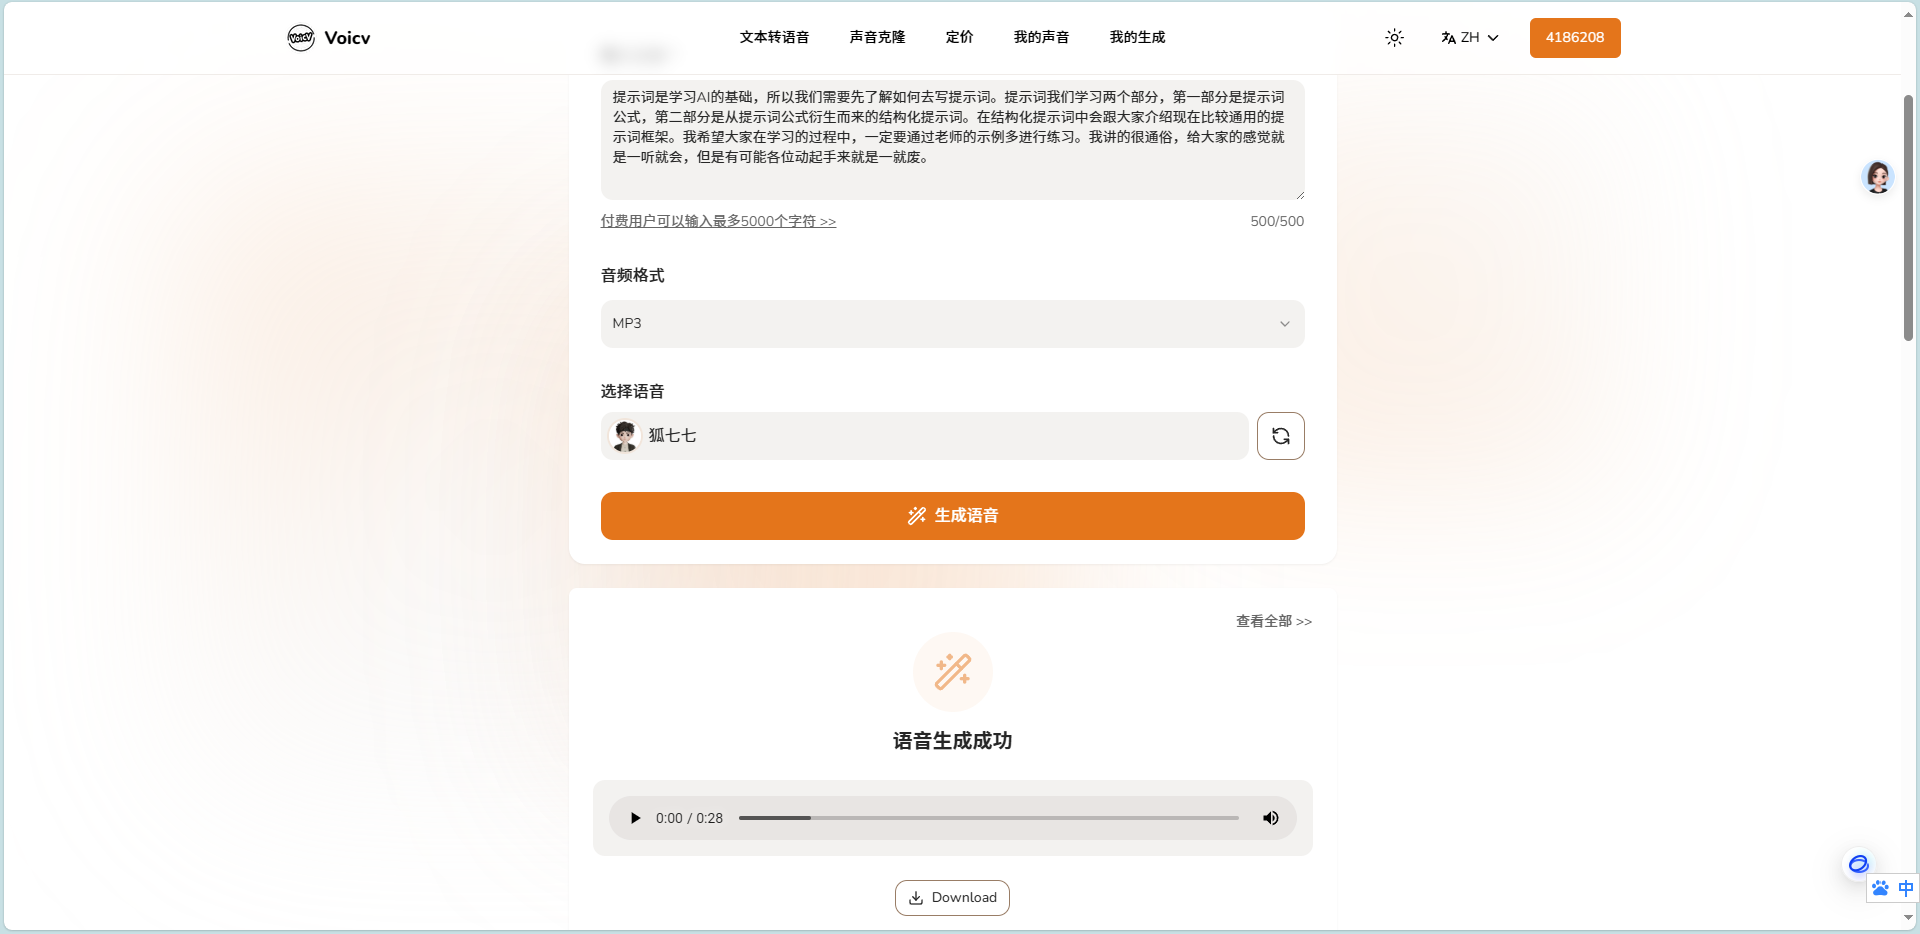 Voicv
文本转语音
声音克隆
定价
我的声音
我的生成
ZH
4186208
提示词是学习AI的基础，所以我们需要先了解如何去写提示词。提示词我们学习两个部分，第一部分是提示词
公式，第二部分是从提示词公式衍生而来的结构化提示词。在结构化提示词中会跟大家介绍现在比较通用的提
示词框架。我希望大家在学习的过程中，一定要通过老师的示例多进行练习。我讲的很通俗，给大家的感觉就
是一听就会，但是有可能各位动起手来就是一就废。
付费用户可以输入最多5000个字符 >>
500/500
音频格式
MP3
选择语音
狐七七
生成语音
查看全部 >>
语音生成成功
0:00 / 0:28
Download
中